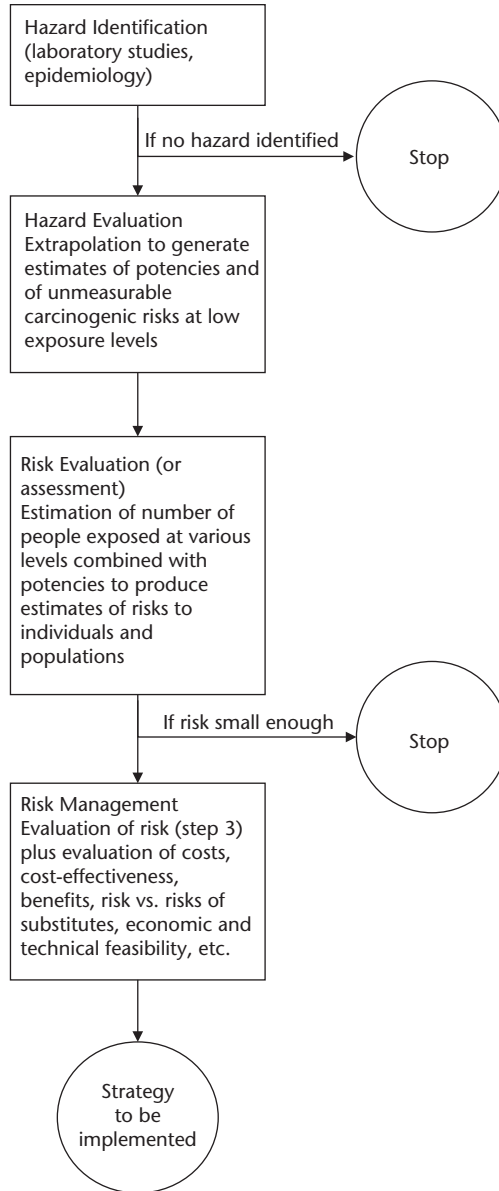 Hazard Identification
(laboratory studies,
epidemiology)
If no hazard identified
Stop
Hazard Evaluation
Extrapolation to generate
estimates of potencies and
of unmeasurable
carcinogenic risks at low
exposure levels
Risk Evaluation (or
assessment)
Estimation of number of
people exposed at various
levels combined with
potencies to produce
estimates of risks to
individuals and
populations
If risk small enough
Stop
Risk Management
Evaluation of risk (step 3)
plus evaluation of costs,
cost-effectiveness,
benefits, risk vs. risks of
substitutes, economic and
technical feasibility, etc.
Strategy
to be
implemented